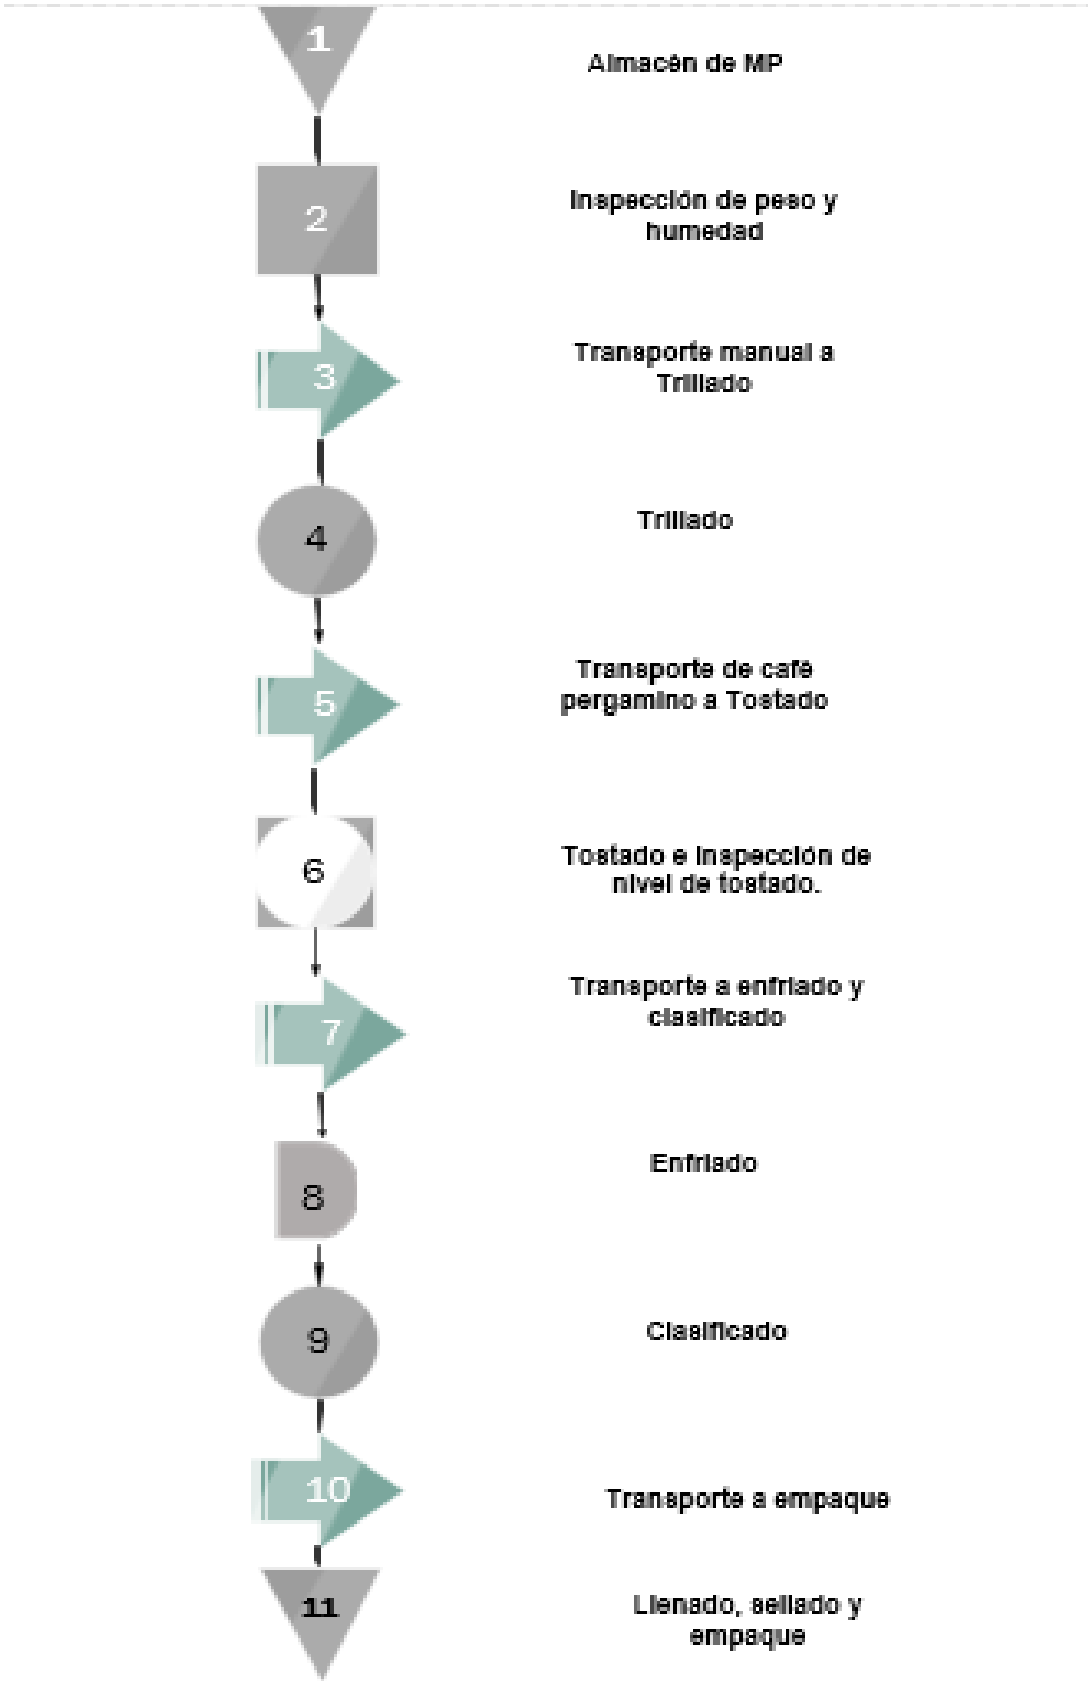 1
Almacén de MP
2
Inspección de peso y
humedad
3
Transporte manual a
Trillado
4
Trillado
5
Transporte de café
pergamino a Tostado
6
Tostado e inspección de
nivel de tostado.
7
Transporte a enfriado y
clasificado
8
Enfriado
9
Clasificado
10
Transporte a empaque
11
Llenado, sellado y
empaque